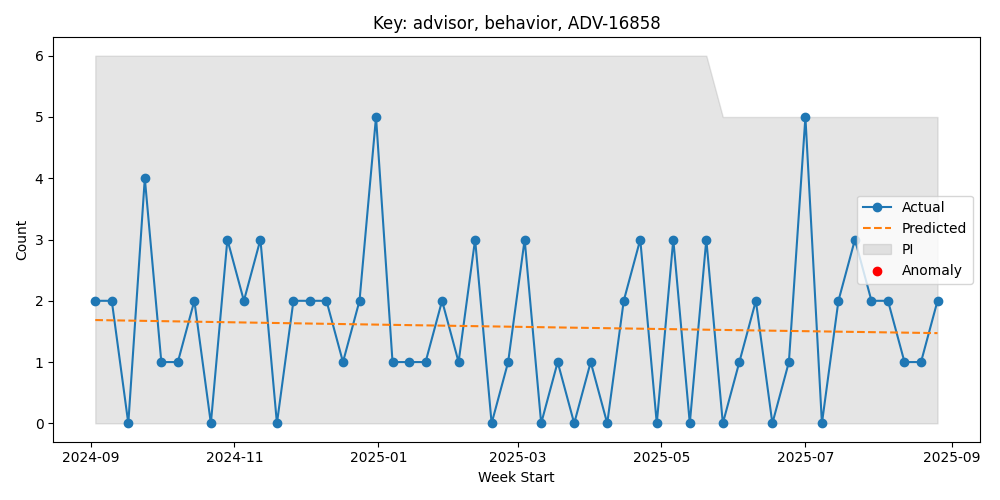 Key: advisor, behavior, ADV-16858
Count
6
5
4
3
2
1
0
Actual
Predicted
PI
Anomaly
2024-09 2024-11 2025-01 2025-03 2025-05 2025-07 2025-09
Week Start